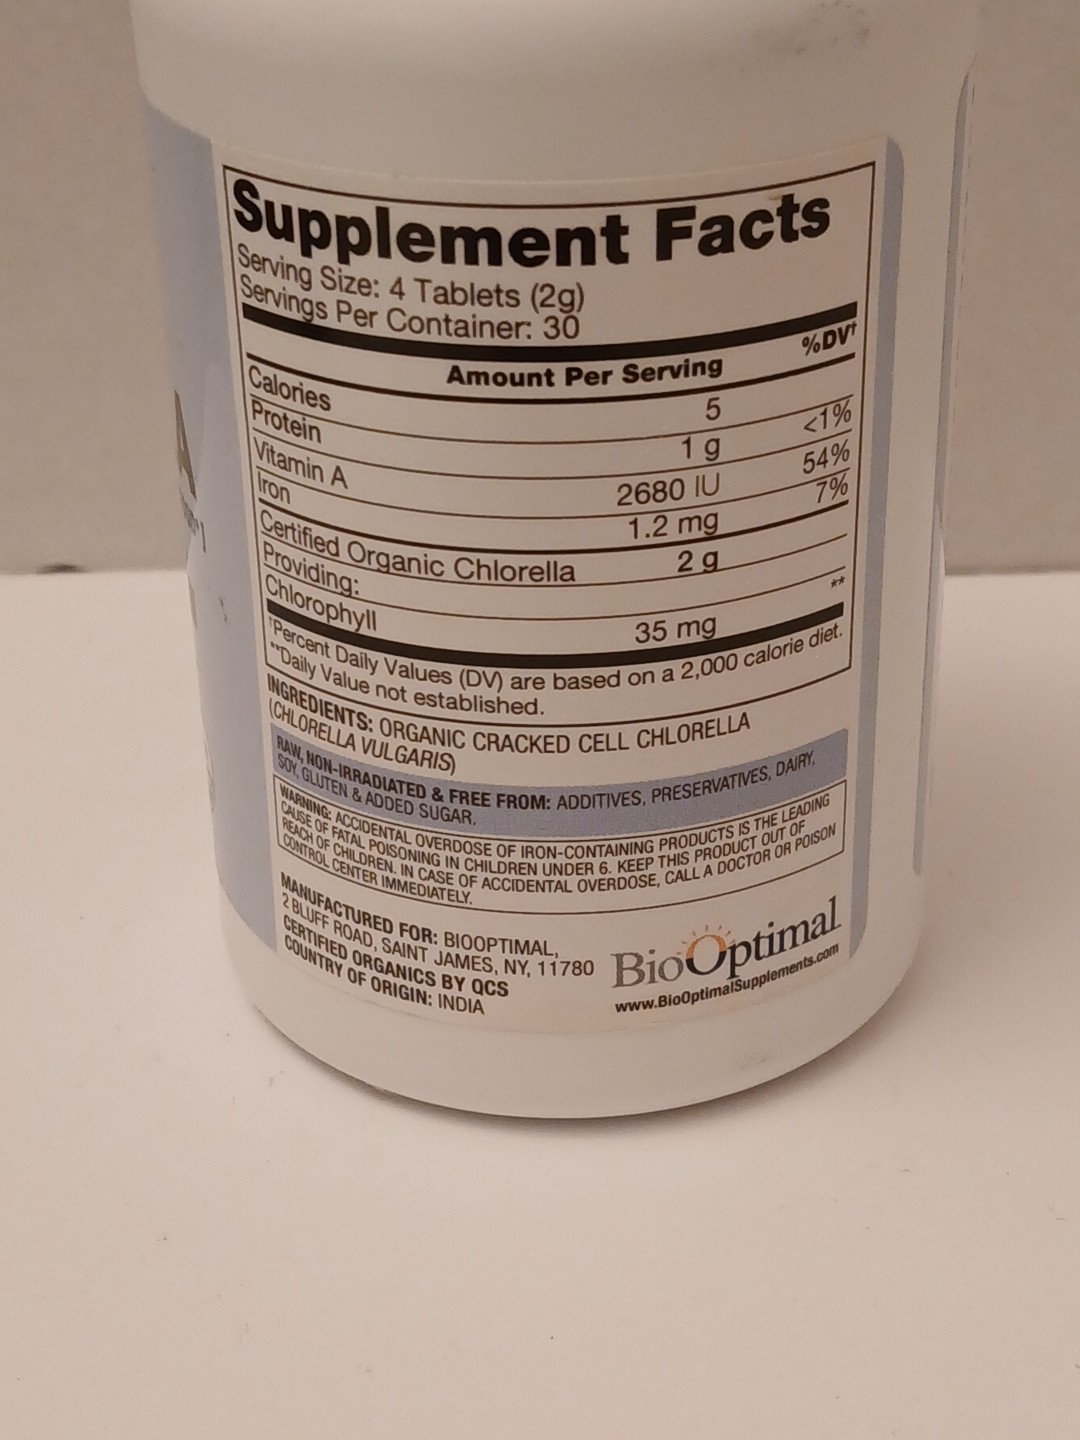 Supplement Facts
Serving Size: 4 Tablets (2g)
Servings Per Container: 30
Amount Per Serving %DV†
Calories 5
Protein 1 g <1%
Vitamin A 2680 IU 54%
Iron 1.2 mg 7%
Certified Organic Chlorella 2 g
Providing:
Chlorophyll 35 mg **
†Percent Daily Values (DV) are based on a 2,000 calorie diet.
**Daily Value not established.
INGREDIENTS: ORGANIC CRACKED CELL CHLORELLA
(CHLORELLA VULGARIS)
RAW, NON-IRRADIATED & FREE FROM: ADDITIVES, PRESERVATIVES, DAIRY,
SOY, GLUTEN & ADDED SUGAR.
WARNING: ACCIDENTAL OVERDOSE OF IRON-CONTAINING PRODUCTS IS THE LEADING
CAUSE OF FATAL POISONING IN CHILDREN UNDER 6. KEEP THIS PRODUCT OUT OF
REACH OF CHILDREN. IN CASE OF ACCIDENTAL OVERDOSE, CALL A DOCTOR OR POISON
CONTROL CENTER IMMEDIATELY.
MANUFACTURED FOR: BIOOPTIMAL,
2 BLUFF ROAD, SAINT JAMES, NY, 11780
CERTIFIED ORGANICS BY QCS
COUNTRY OF ORIGIN: INDIA
BioOptimal
www.BioOptimalSupplements.com
A